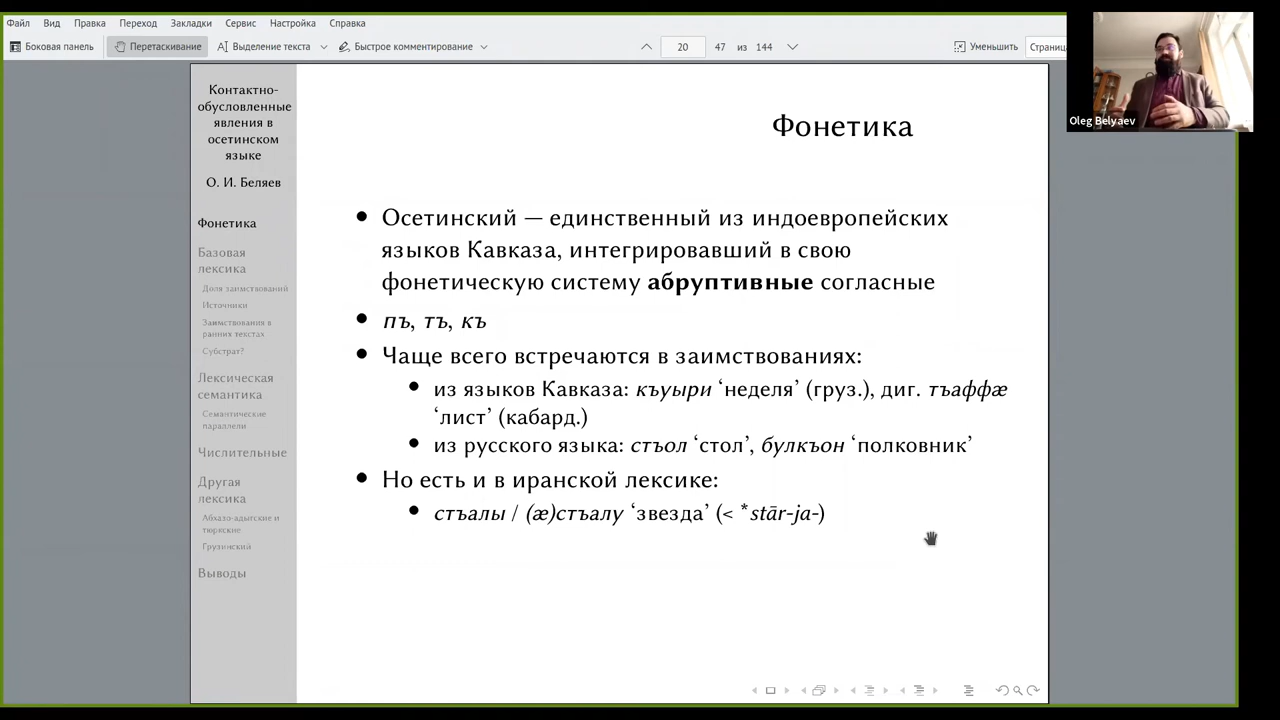 Файл Вид Правка Переход Закладки Сервис Настройка Справка
Боковая панель Перетаскивание Выделение текста Быстрое комментирование 20 47 из 144 Уменьшить Страниц
Oleg Belyaev
Контактно-
обусловленные
явления в
осетинском
языке
О. И. Беляев
Фонетика
Базовая
лексика
Доля заимствований
Источники
Заимствования в
ранних текстах
Субстрат?
Лексическая
семантика
Семантические
параллели
Числительные
Другая
лексика
Абхазо-адыгские и
тюркские
Грузинский
Выводы
Фонетика
• Осетинский — единственный из индоевропейских
языков Кавказа, интегрировавший в свою
фонетическую систему абруптивные согласные
• пъ, тъ, къ
• Чаще всего встречаются в заимствованиях:
• из языков Кавказа: къуыри ‘неделя’ (груз.), диг. тъаффæ
‘лист’ (кабард.)
• из русского языка: стъол ‘стол’, булкъон ‘полковник’
• Но есть и в иранской лексике:
• стъалы / (æ)стъалу ‘звезда’ (< *stār-ja-)